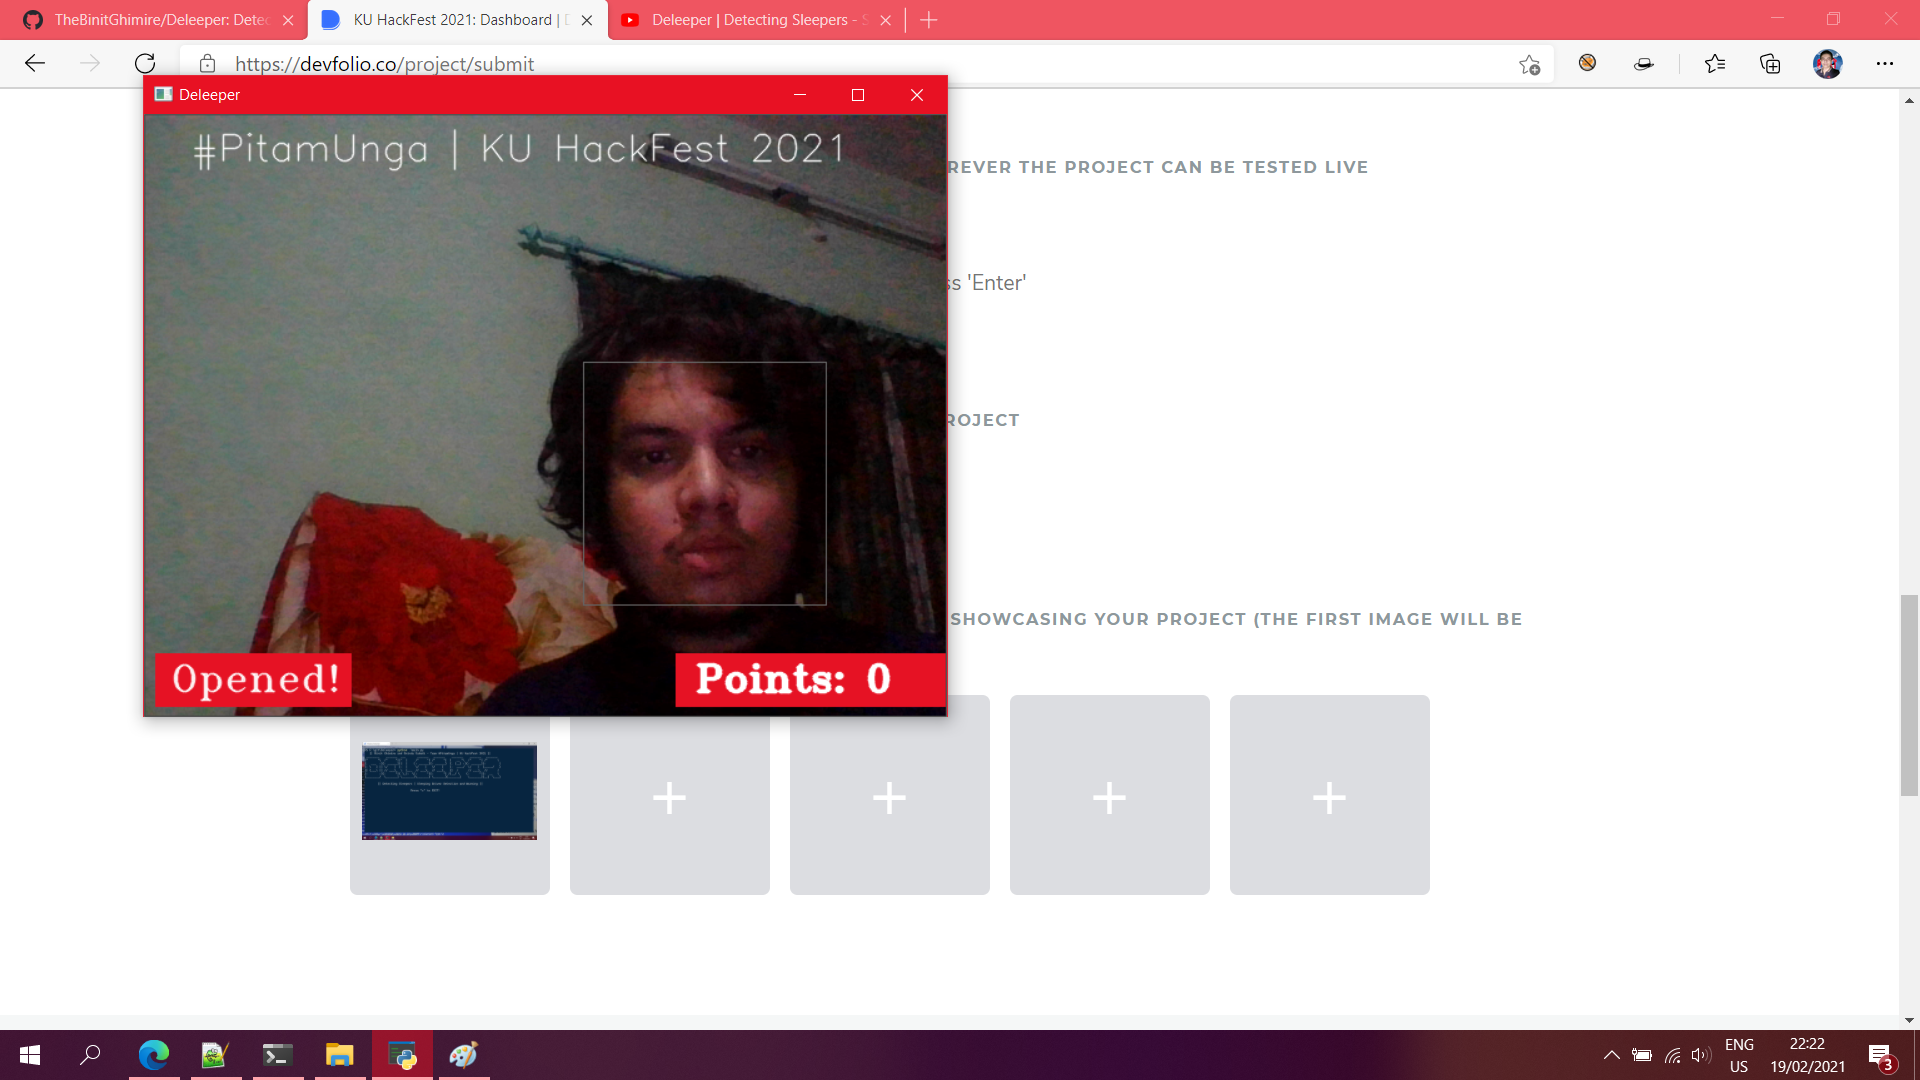 TheBinitGhimire/Deleeper: Detec
KU HackFest 2021: Dashboard | D
Deleeper | Detecting Sleepers - S
https://devfolio.co/project/submit
Deleeper
#PitamUnga | KU HackFest 2021
REVER THE PROJECT CAN BE TESTED LIVE
ss 'Enter'
ROJECT
SHOWCASING YOUR PROJECT (THE FIRST IMAGE WILL BE
Opened!
Points: 0
DELEEPER
ENG
US
22:22
19/02/2021
3